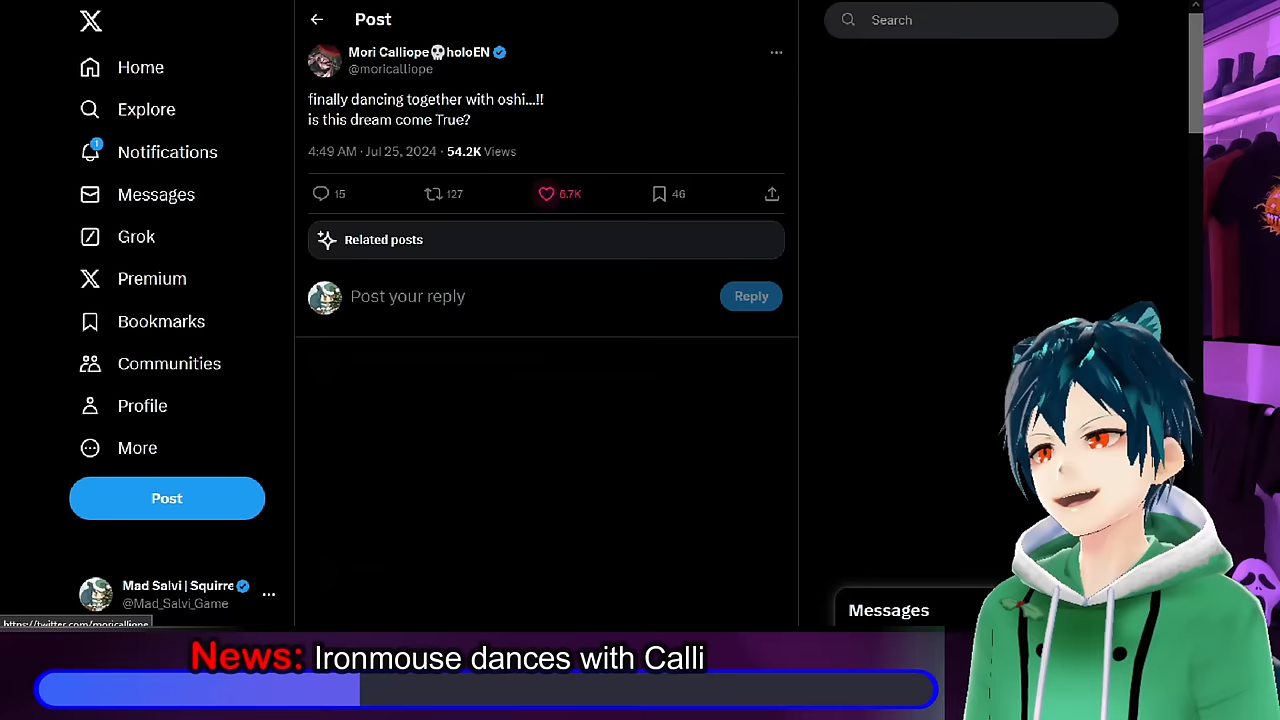 Post
Search
Mori Calliope💀holoEN
@moricalliope
finally dancing together with oshi...!!
is this dream come True?
4:49 AM · Jul 25, 2024 · 54.2K Views
15
127
6.7K
46
Related posts
Post your reply
Reply
Home
Explore
1
Notifications
Messages
Grok
Premium
Bookmarks
Communities
Profile
More
Post
Mad Salvi | Squirre
@Mad_Salvi_Game
https://twitter.com/moricalliope
Messages
News: Ironmouse dances with Calli